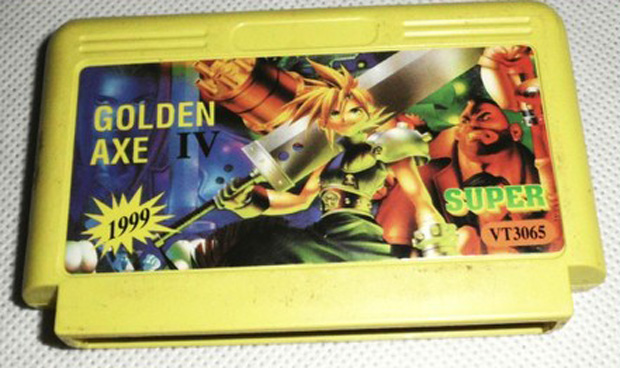 GOLDEN
AXE IV
1999
SUPER
VT3065